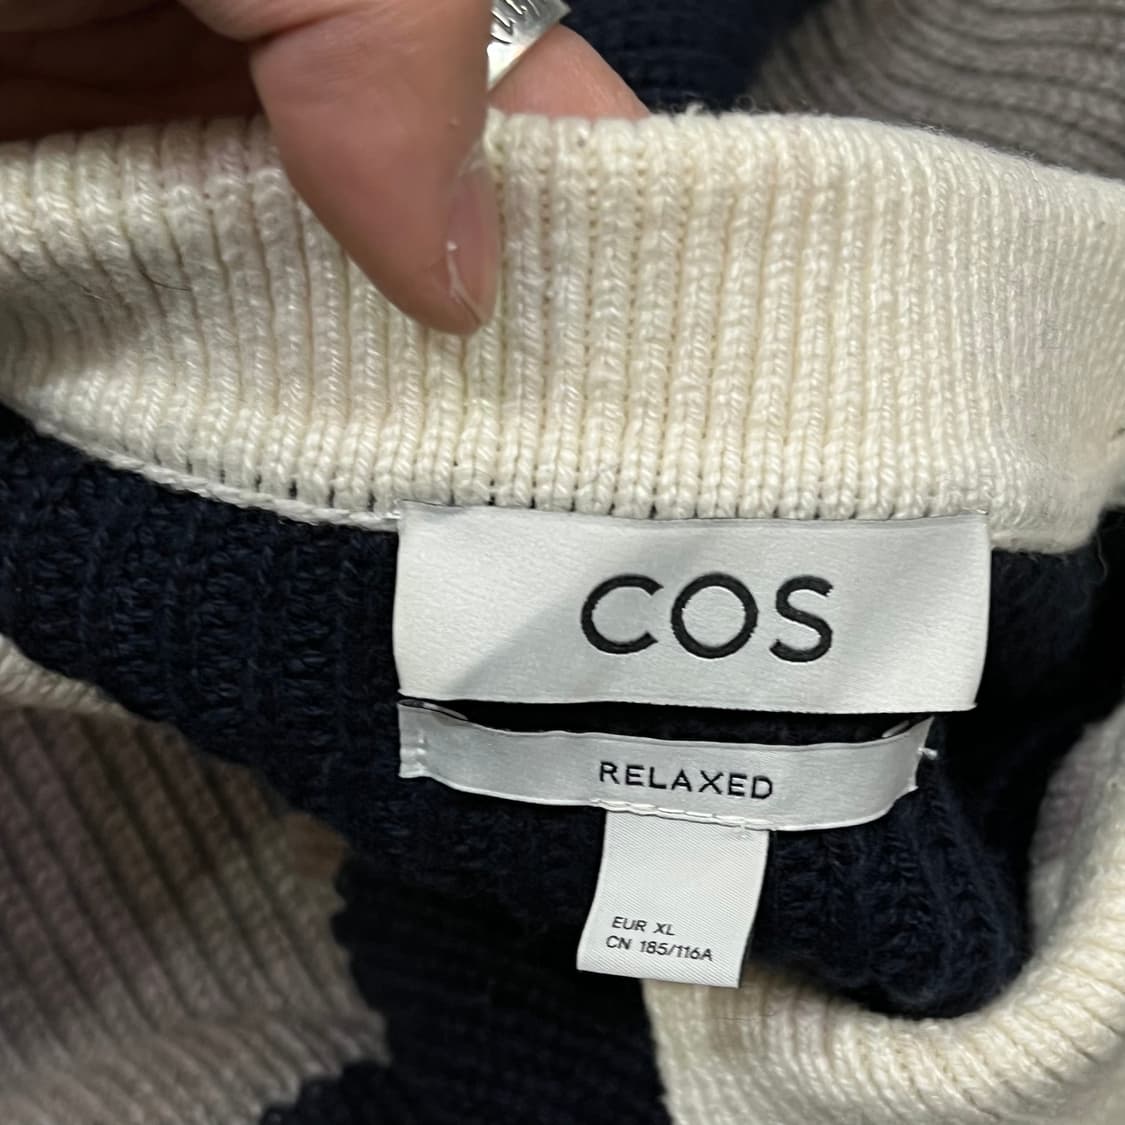 COS
RELAXED
EUR XL
CN 185/116A